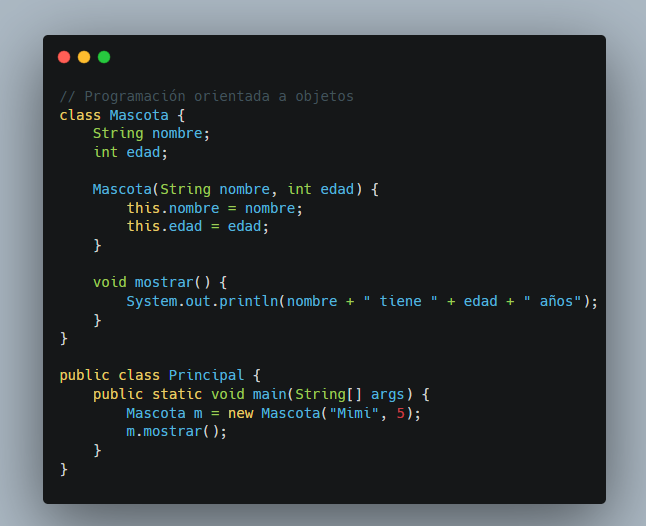 // Programación orientada a objetos
class Mascota {
    String nombre;
    int edad;

    Mascota(String nombre, int edad) {
        this.nombre = nombre;
        this.edad = edad;
    }

    void mostrar() {
        System.out.println(nombre + " tiene " + edad + " años");
    }
}

public class Principal {
    public static void main(String[] args) {
        Mascota m = new Mascota("Mimi", 5);
        m.mostrar();
    }
}